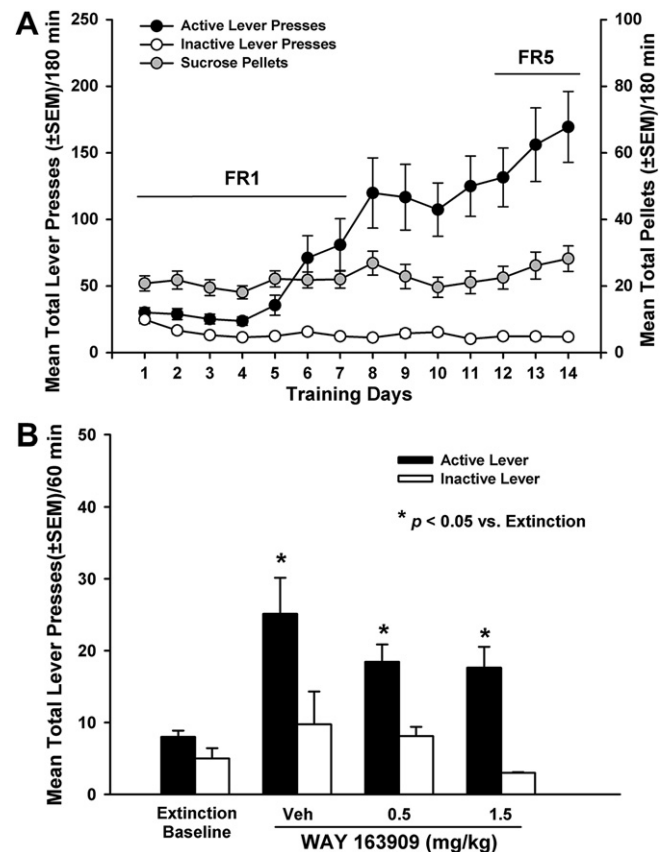 A
Active Lever Presses
Inactive Lever Presses
Sucrose Pellets
FR1
FR5
Mean Total Lever Presses (±SEM)/180 min
250
200
150
100
50
0
Mean Total Pellets (±SEM)/180 min
100
80
60
40
20
0
1 2 3 4 5 6 7 8 9 10 11 12 13 14
Training Days
B
Active Lever
Inactive Lever
* p < 0.05 vs. Extinction
Mean Total Lever Presses(±SEM)/60 min
50
40
30
20
10
0
*
*
*
Extinction
Baseline
Veh 0.5 1.5
WAY 163909 (mg/kg)